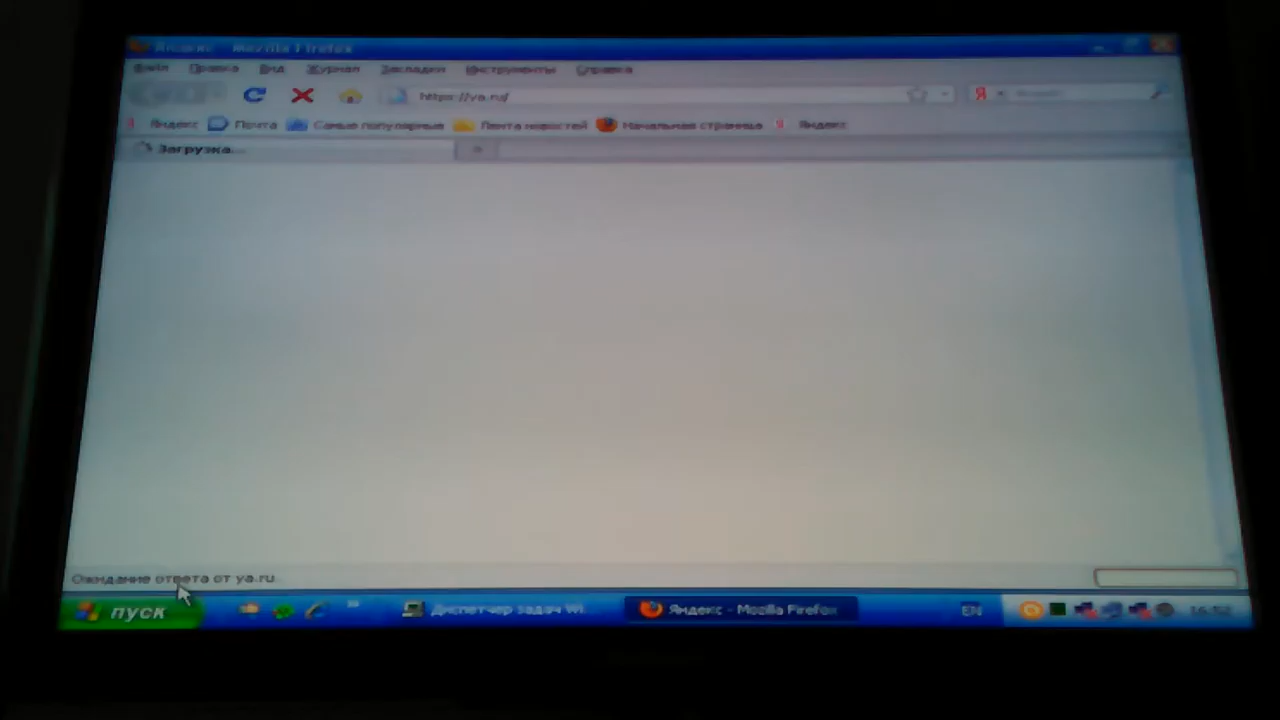 Яндекс - Mozilla Firefox
Файл Правка Вид Журнал Закладки Инструменты Справка
https://ya.ru/ Я
Я Яндекс Почта Самые популярные Лента новостей Начальная страница Я Яндекс
Загрузка...
Ожидание ответа от ya.ru...
пуск Диспетчер задач Wi... Яндекс - Mozilla Firefox EN